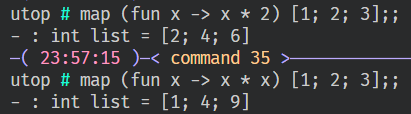 utop # map (fun x -> x * 2) [1; 2; 3];;
- : int list = [2; 4; 6]
─( 23:57:15 )─< command 35 >─
utop # map (fun x -> x * x) [1; 2; 3];;
- : int list = [1; 4; 9]